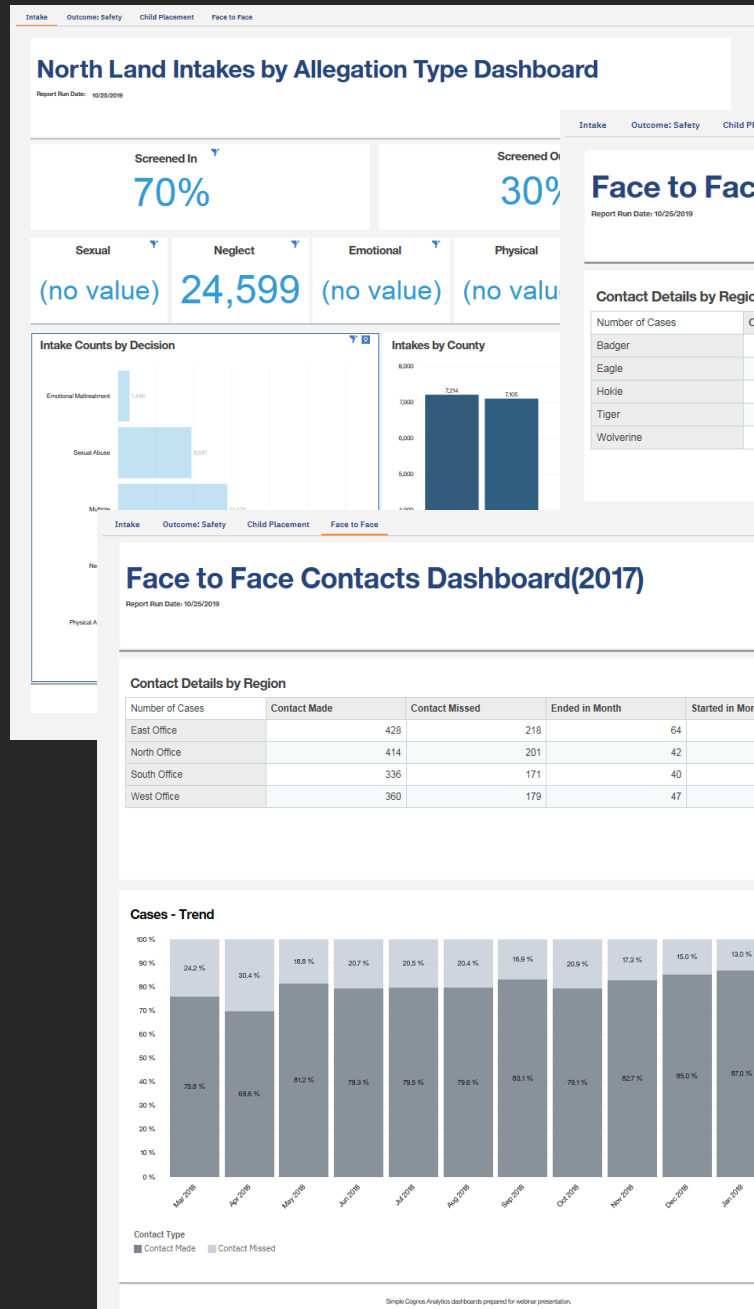 Intake Outcome: Safety Child Placement Face to Face
North Land Intakes by Allegation Type Dashboard
Report Run Date: 10/25/2019
Screened In
70%
Screened
30%
Sexual Neglect Emotional Physical
(no value) 24,599 (no value) (no
Intake Counts by Decision
Emotional Maltreatment
Sexual Abuse
Multiple
Physical
Intakes by County
8,000
7,000
6,000
5,000
7,214 7,105
Intake Outcome: Safety Child
Face to
Report Run Date: 10/25/2019
Contact Details by
Number of Cases
Badger
Eagle
Hokie
Tiger
Wolverine
Intake Outcome: Safety Child Placement Face to Face
Face to Face Contacts Dashboard(2017)
Report Run Date: 10/25/2019
Contact Details by Region
Number of Cases Contact Made Contact Missed Ended in Month Started in
East Office 428 218 64
North Office 414 201 42
South Office 336 171 40
West Office 360 179 47
Cases - Trend
100 %
90 %
80 %
70 %
60 %
50 %
40 %
30 %
20 %
10 %
0 %
24.2 % 30.4 % 18.8 % 20.7 % 20.5 % 20.4 % 16.9 % 20.9 % 17.3 % 15.0 % 13.0 %
75.8 % 69.6 % 81.2 % 79.3 % 79.5 % 79.6 % 83.1 % 79.1 % 82.7 % 85.0 % 87.0 %
Mar 2018 Apr 2018 May 2018 Jun 2018 Jul 2018 Aug 2018 Sep 2018 Oct 2018 Nov 2018 Dec 2018 Jan 2019
Contact Type
Contact Made Contact Missed
Simple Cognos Analytics dashboards prepared for webinar presentation.